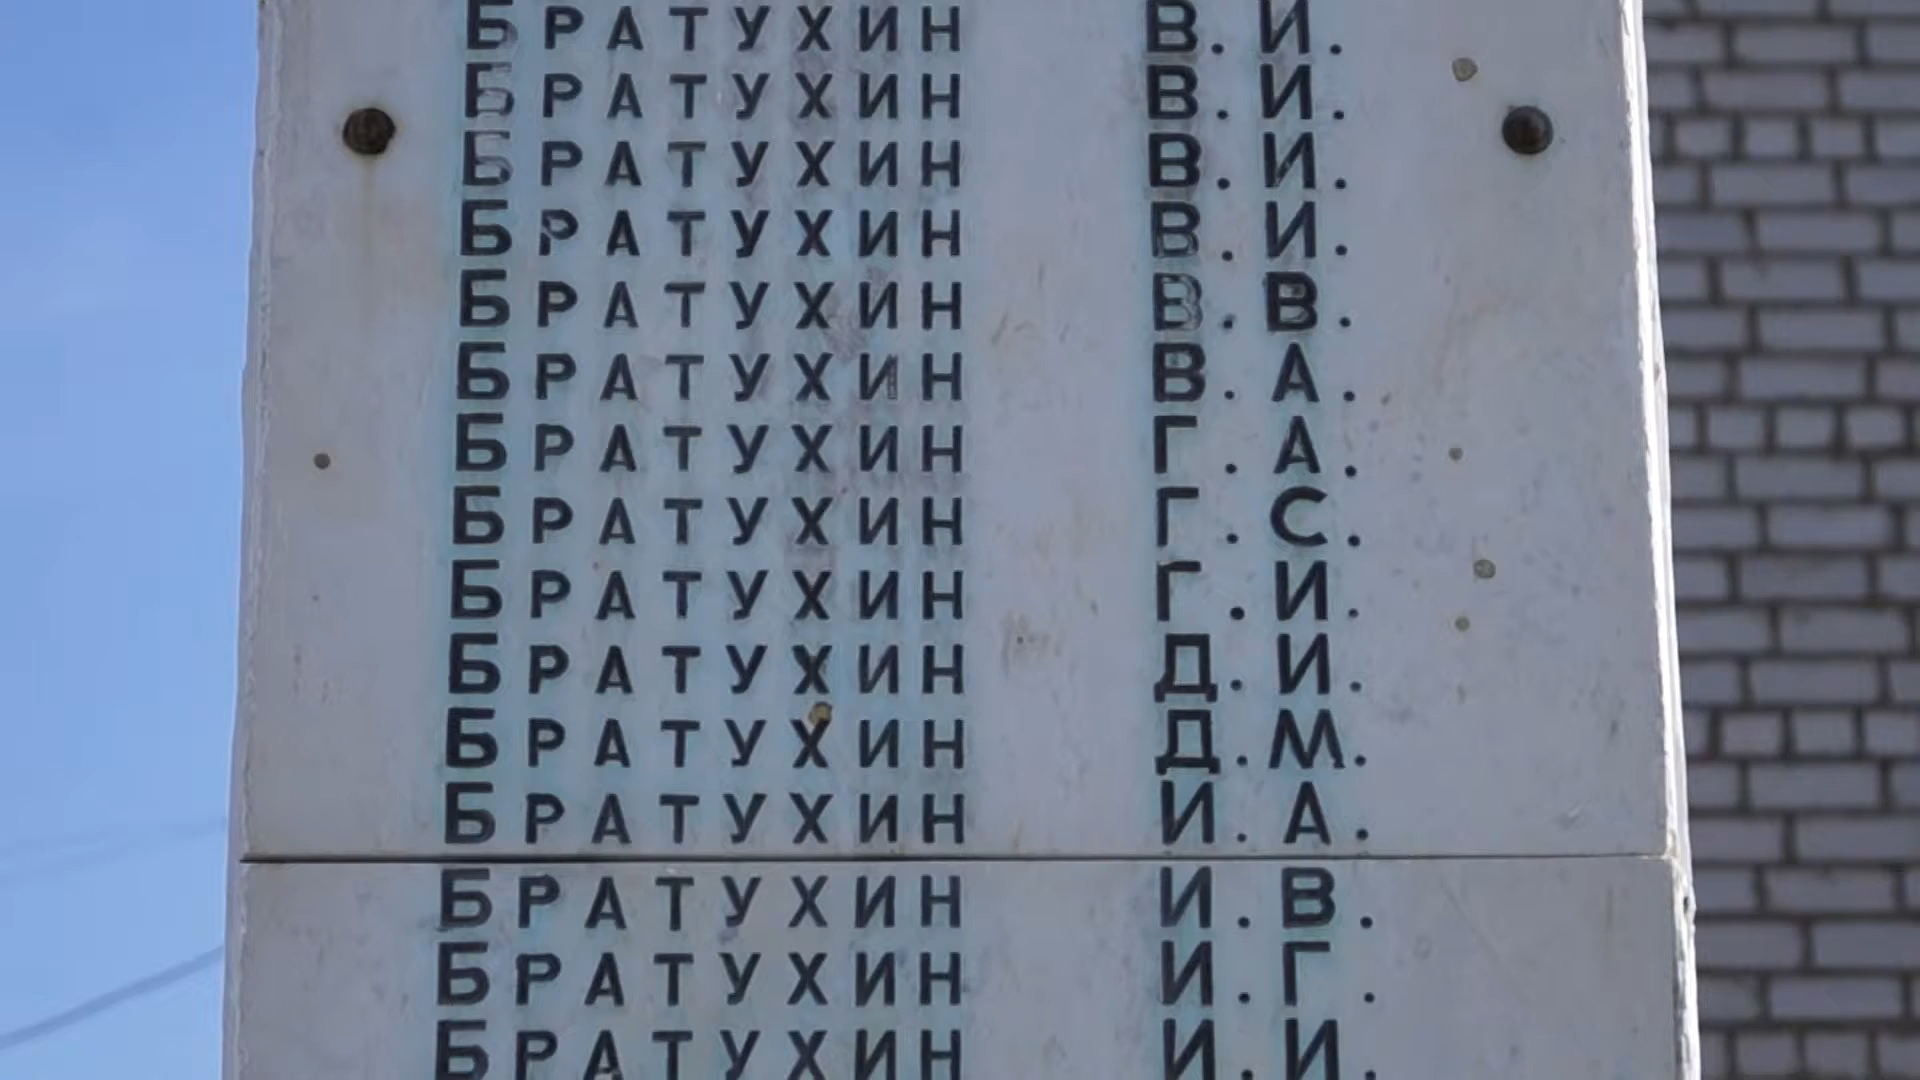 БРАТУХИН В. И.
БРАТУХИН В. И.
БРАТУХИН В. И.
БРАТУХИН В. И.
БРАТУХИН В. В.
БРАТУХИН В. А.
БРАТУХИН Г. А.
БРАТУХИН Г. С.
БРАТУХИН Г. И.
БРАТУХИН Д. И.
БРАТУХИН Д. М.
БРАТУХИН И. А.
БРАТУХИН И. В.
БРАТУХИН И. Г.
БРАТУХИН И. И.